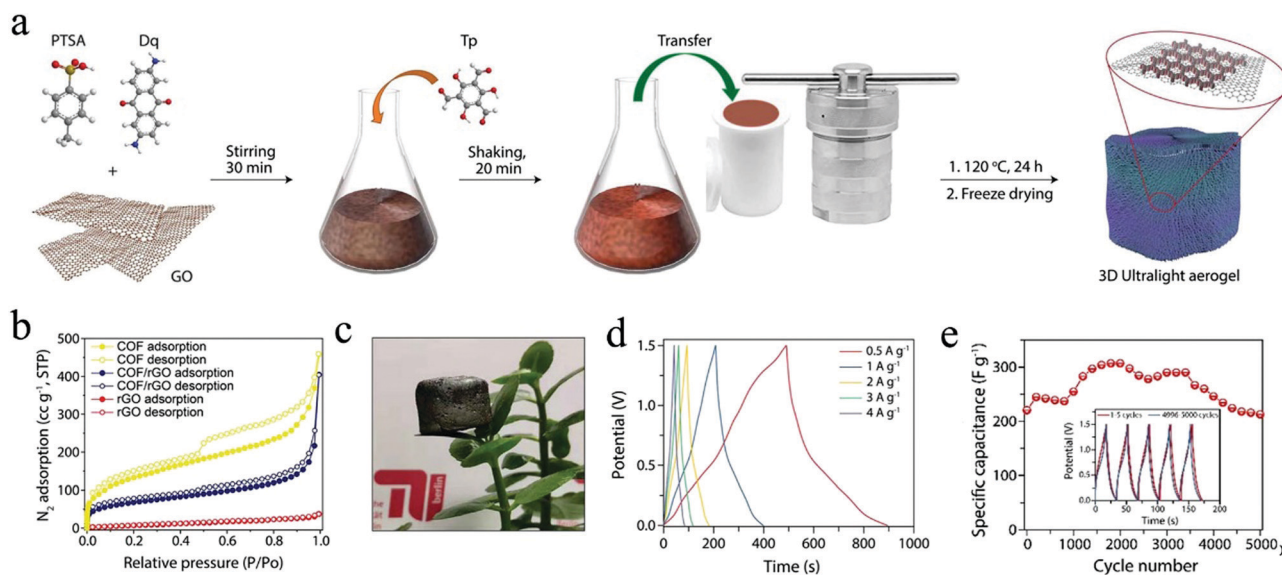 a
PTSA
Dq
+
GO
Stirring
30 min
Tp
Shaking,
20 min
Transfer
1. 120 °C, 24 h
2. Freeze drying
3D Ultralight aerogel
b
N₂ adsorption (cc g⁻¹, STP)
500
400
300
200
100
0
COF adsorption
COF desorption
COF/rGO adsorption
COF/rGO desorption
rGO adsorption
rGO desorption
0.0 0.2 0.4 0.6 0.8 1.0
Relative pressure (P/Po)
c
berlin
d
Potential (V)
1.5
1.0
0.5
0.0
0.5 A g⁻¹
1 A g⁻¹
2 A g⁻¹
3 A g⁻¹
4 A g⁻¹
0 200 400 600 800 1000
Time (s)
e
Specific capacitance (F g⁻¹)
300
200
100
0
1-5 cycles
4996-5000 cycles
Potential (V)
1.5
1.0
0.5
0.0
0 50 100 150 200
Time (s)
0 1000 2000 3000 4000 5000
Cycle number